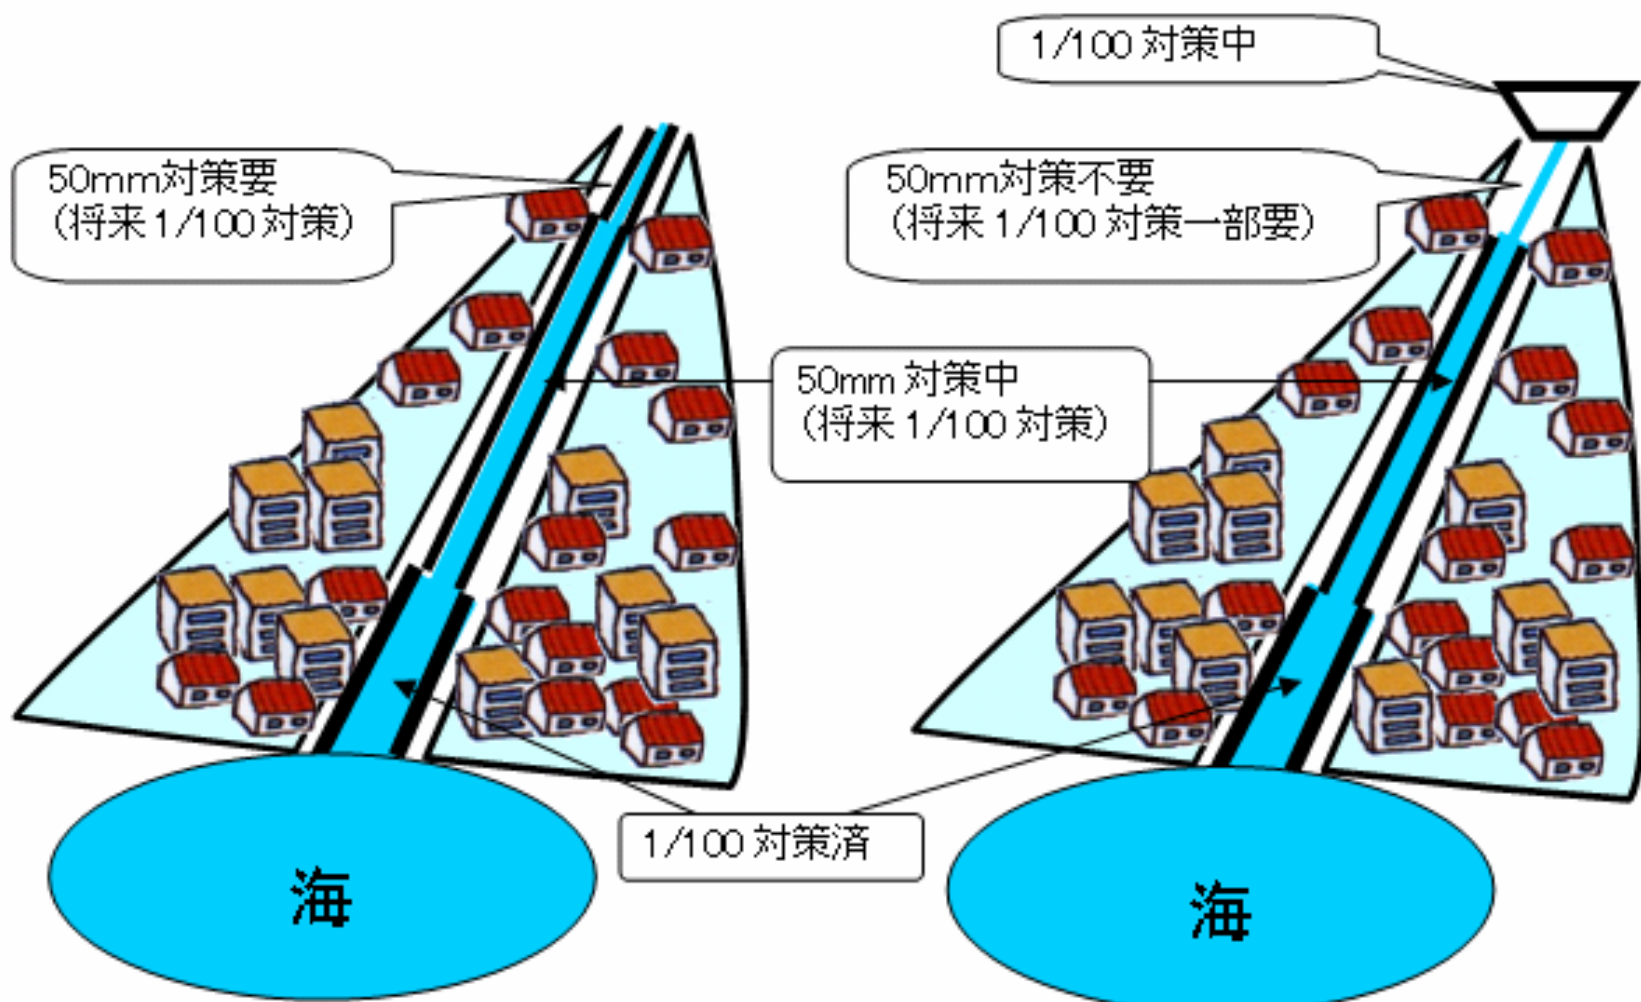 1/100 対策中
50mm対策要
(将来 1/100 対策)
50mm対策不要
(将来 1/100 対策一部要)
50mm 対策中
(将来 1/100 対策)
1/100 対策済
海
海